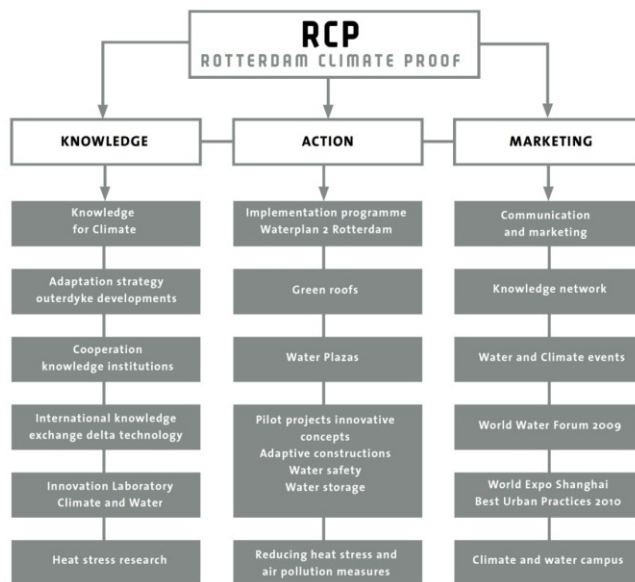 RCP
ROTTERDAM CLIMATE PROOF
KNOWLEDGE
Knowledge
for Climate
Adaptation strategy
outerdyke developments
Cooperation
knowledge institutions
International knowledge
exchange delta technology
Innovation Laboratory
Climate and Water
Heat stress research
ACTION
Implementation programme
Waterplan 2 Rotterdam
Green roofs
Water Plazas
Pilot projects innovative
concepts
Adaptive constructions
Water safety
Water storage
Reducing heat stress and
air pollution measures
MARKETING
Communication
and marketing
Knowledge network
Water and Climate events
World Water Forum 2009
World Expo Shanghai
Best Urban Practices 2010
Climate and water campus